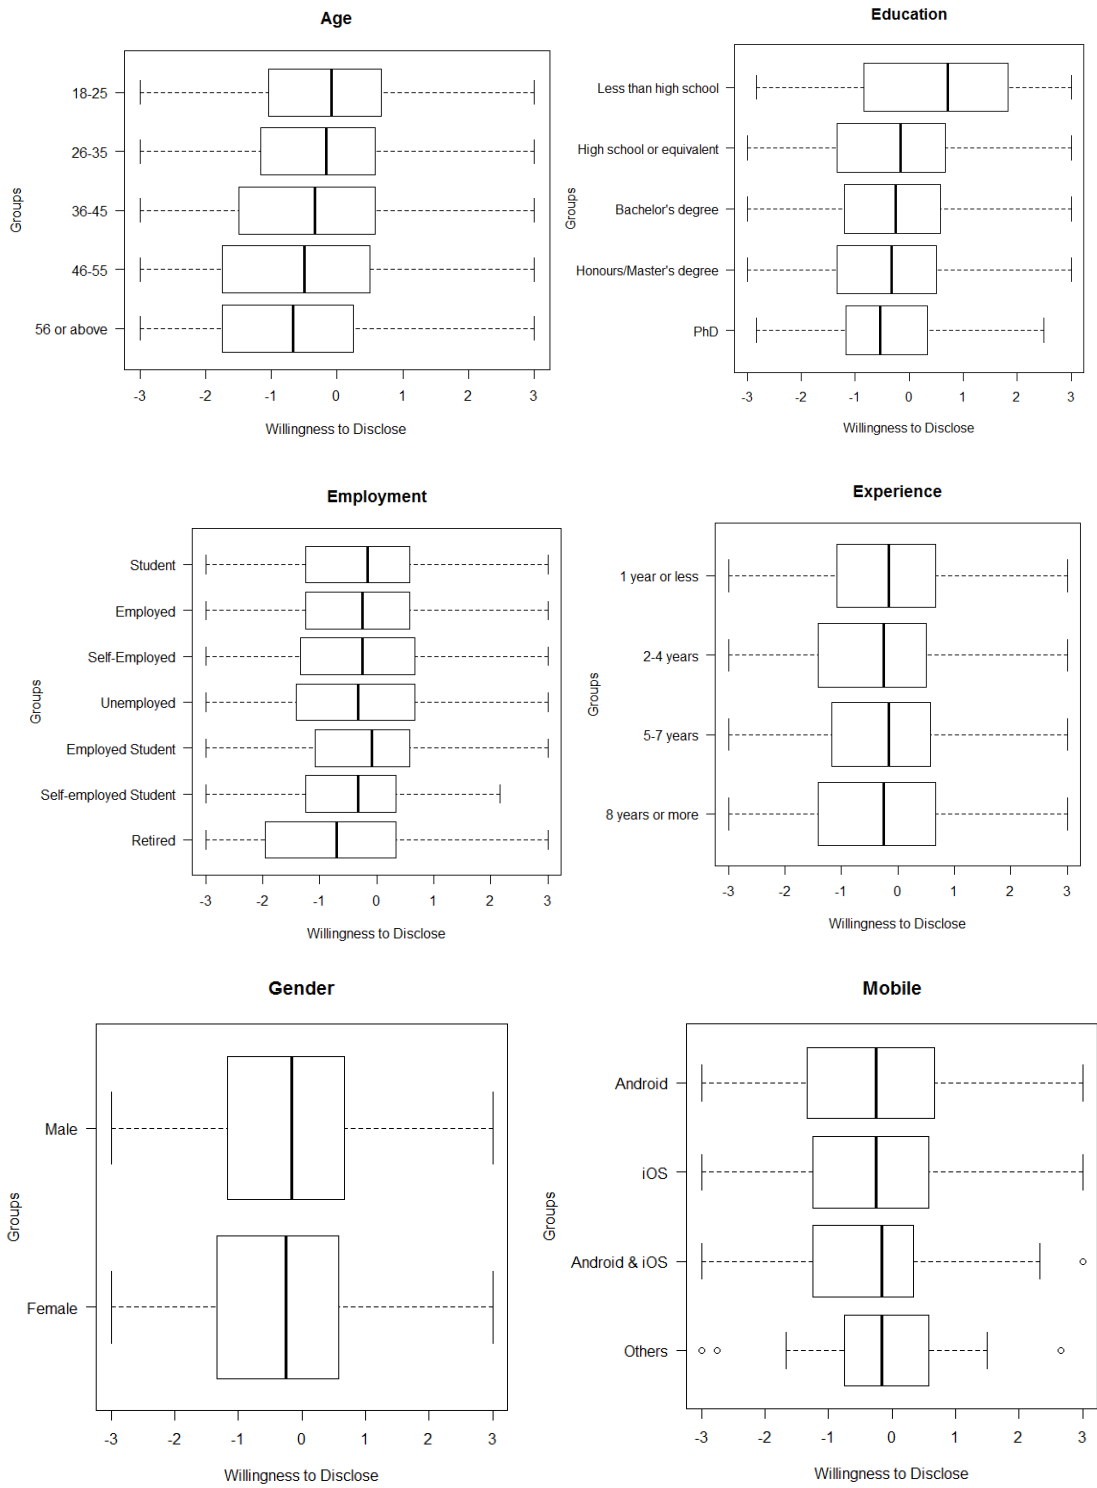 Age
Groups
18-25
26-35
36-45
46-55
56 or above
-3 -2 -1 0 1 2 3
Willingness to Disclose
Education
Groups
Less than high school
High school or equivalent
Bachelor's degree
Honours/Master's degree
PhD
-3 -2 -1 0 1 2 3
Willingness to Disclose
Employment
Groups
Student
Employed
Self-Employed
Unemployed
Employed Student
Self-employed Student
Retired
-3 -2 -1 0 1 2 3
Willingness to Disclose
Experience
Groups
1 year or less
2-4 years
5-7 years
8 years or more
-3 -2 -1 0 1 2 3
Willingness to Disclose
Gender
Groups
Male
Female
-3 -2 -1 0 1 2 3
Willingness to Disclose
Mobile
Groups
Android
iOS
Android & iOS
Others
-3 -2 -1 0 1 2 3
Willingness to Disclose